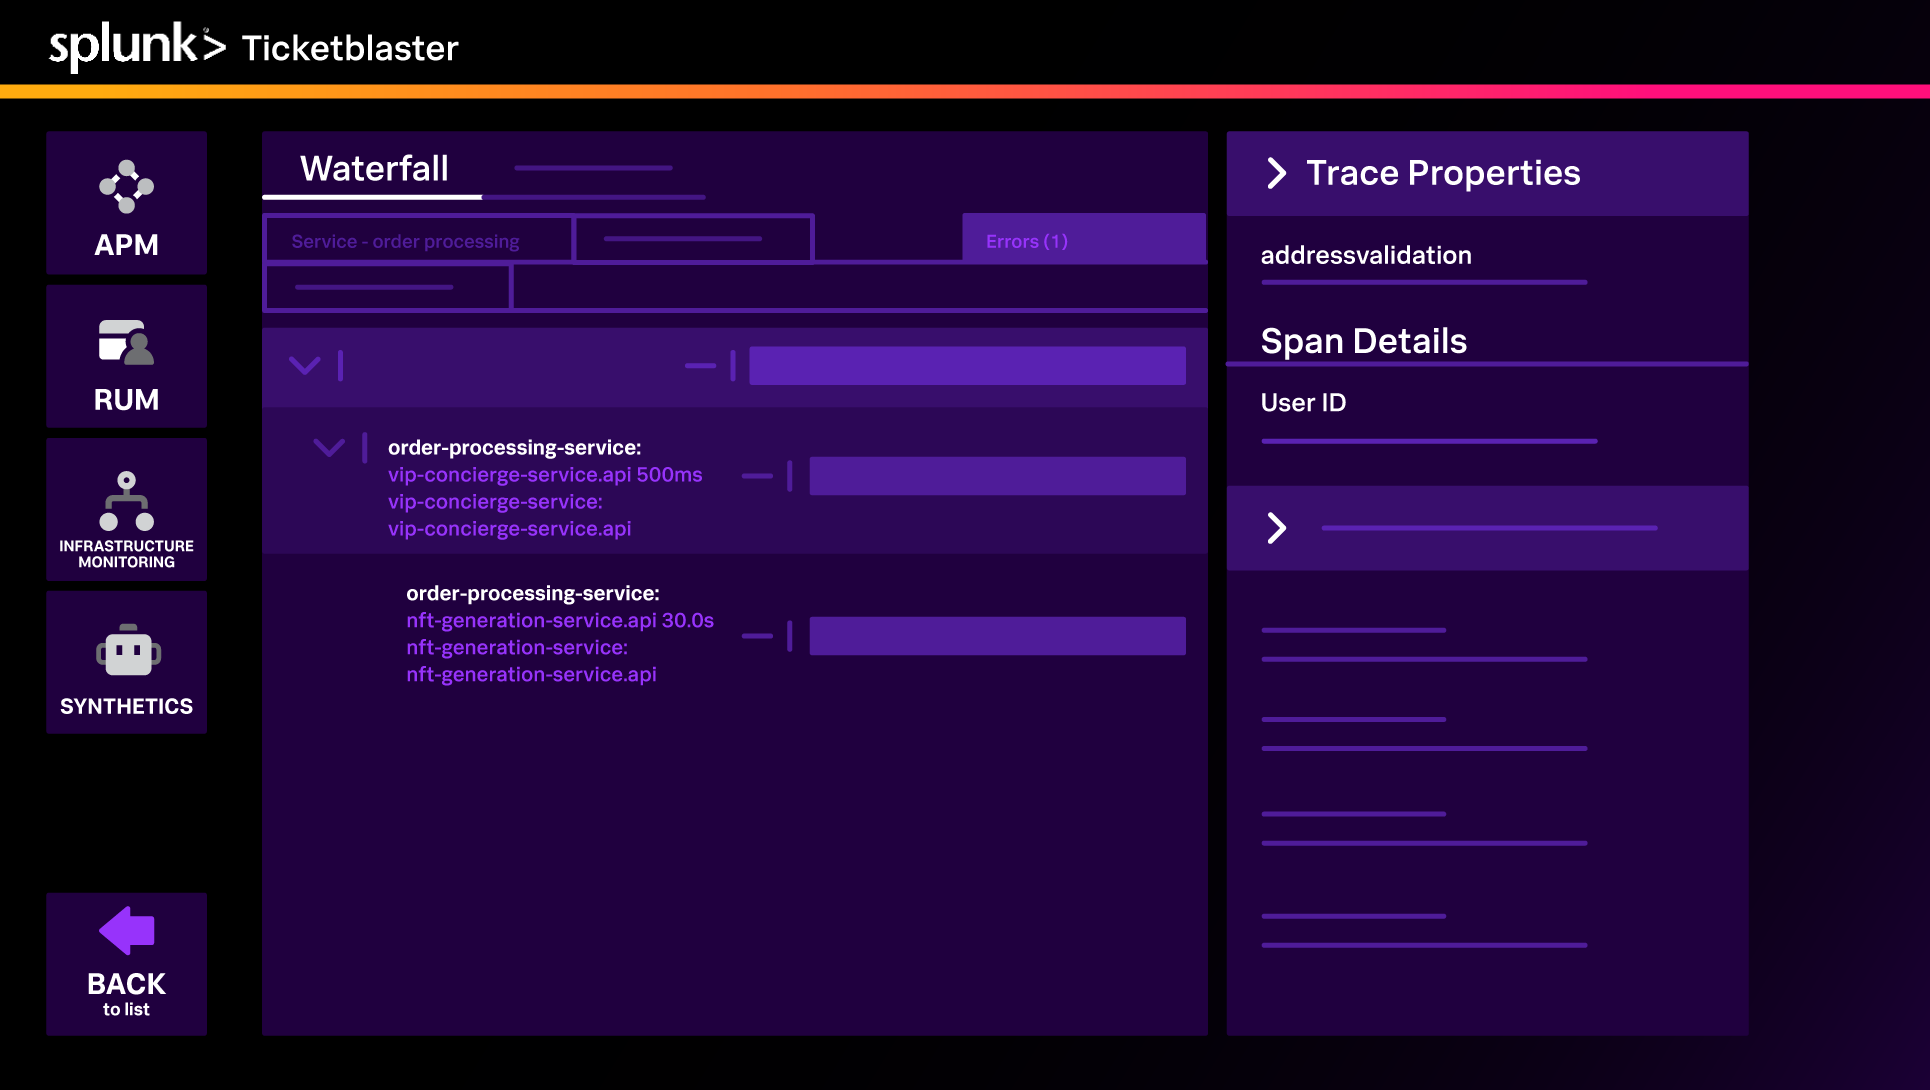 splunk> Ticketblaster
APM
RUM
INFRASTRUCTURE
MONITORING
SYNTHETICS
BACK
to list
Waterfall
Service - order processing
Errors (1)
order-processing-service:
vip-concierge-service.api 500ms
vip-concierge-service:
vip-concierge-service.api
order-processing-service:
nft-generation-service.api 30.0s
nft-generation-service:
nft-generation-service.api
Trace Properties
addressvalidation
Span Details
User ID